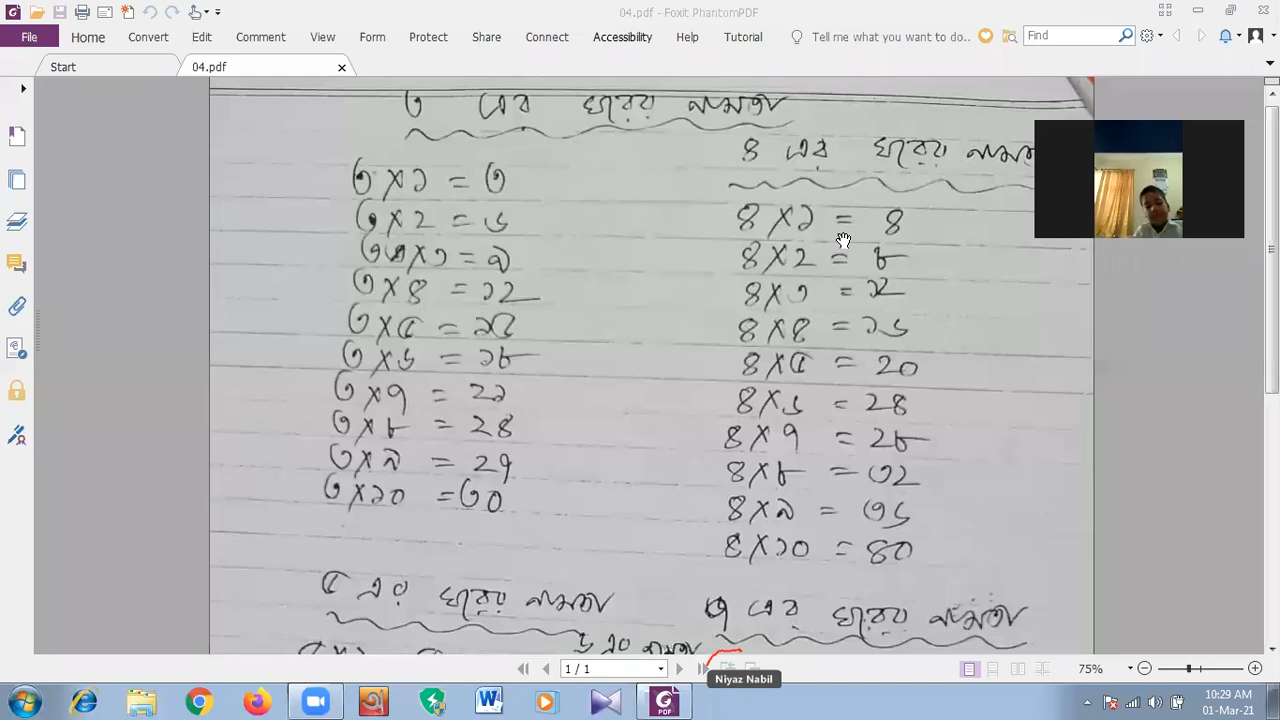 04.pdf - Foxit PhantomPDF
File Home Convert Edit Organize Comment View Form Protect Share Connect Accessibility Help Tutorial Tell me what you want to do.. Find
Start 04.pdf
৩ এর ঘরের নামতা
৩ X ১ = ৩
৩ X ২ = ৬
৩ X ৩ = ৯
৩ X ৪ = ১২
৩ X ৫ = ১৫
৩ X ৬ = ১৮
৩ X ৭ = ২১
৩ X ৮ = ২৪
৩ X ৯ = ২৭
৩ X ১০ = ৩০
৪ এর ঘরের নামতা
৪ X ১ = ৪
৪ X ২ = ৮
৪ X ৩ = ১২
৪ X ৪ = ১৬
৪ X ৫ = ২০
৪ X ৬ = ২৪
৪ X ৭ = ২৮
৪ X ৮ = ৩২
৪ X ৯ = ৩৬
৪ X ১০ = ৪০
৫ এর ঘরের নামতা
এর ঘরের নামতা
৬ এর নামতা
1 / 1
75%
Niyaz Nabil
10:29 AM
01-Mar-21